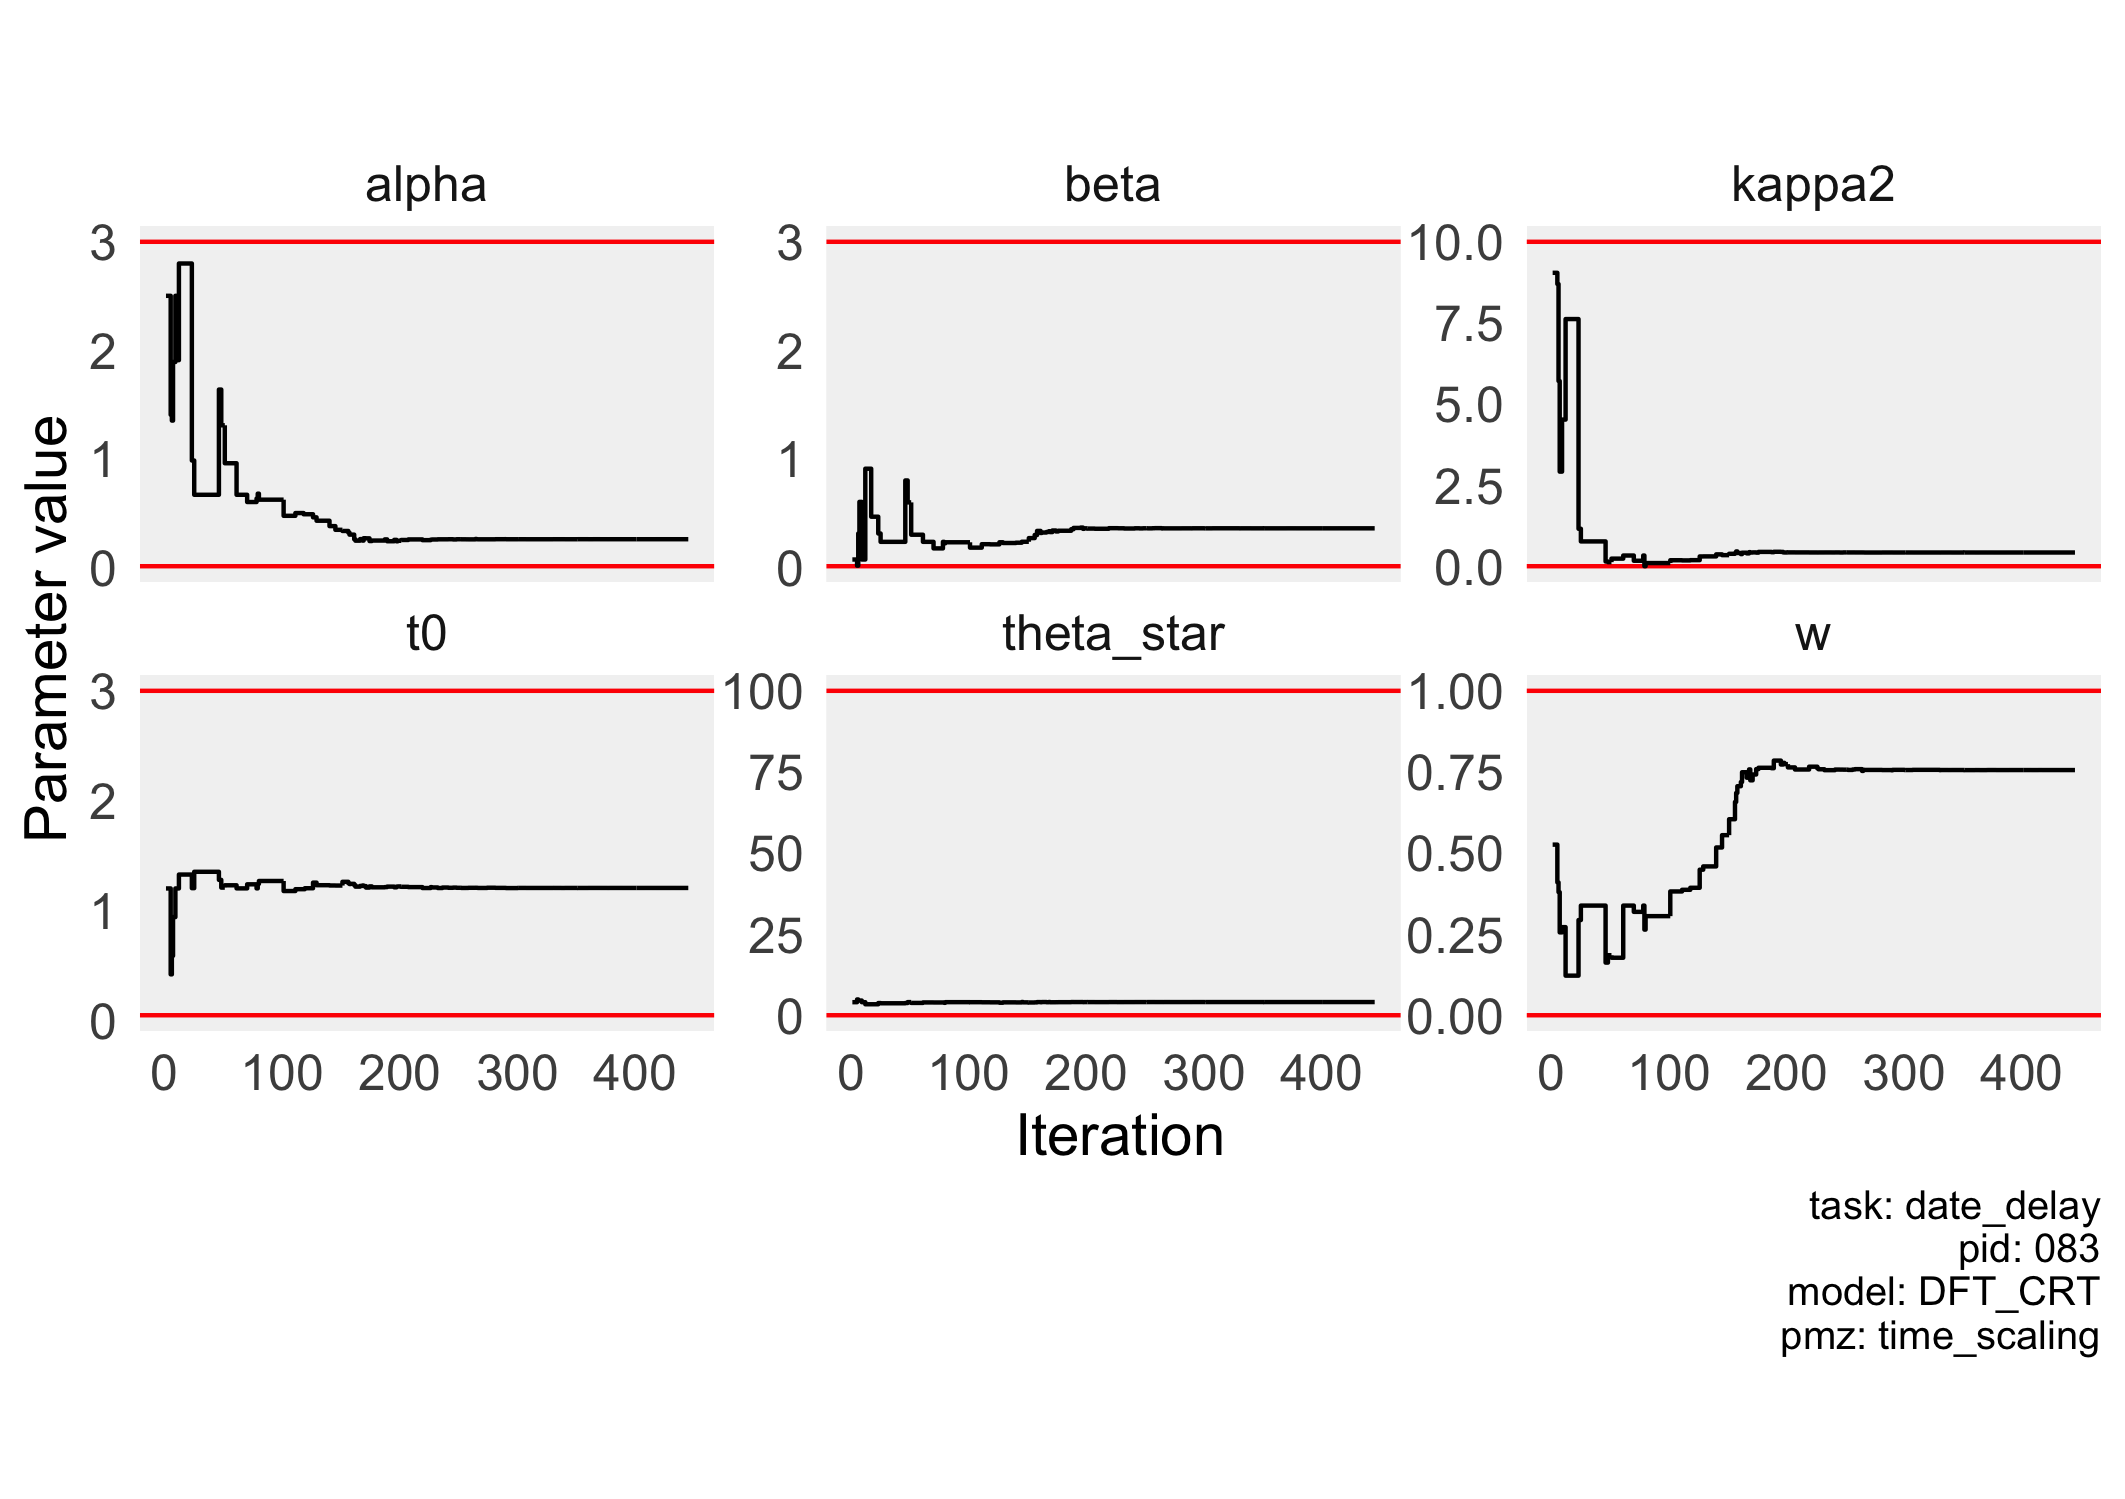 alpha
beta
kappa2
3
2
1
0
3
2
1
0
10.0
7.5
5.0
2.5
0.0
t0
theta_star
w
3
2
1
0
100
75
50
25
0
1.00
0.75
0.50
0.25
0.00
0 100 200 300 400
0 100 200 300 400
0 100 200 300 400
Parameter value
Iteration
task: date_delay
pid: 083
model: DFT_CRT
pmz: time_scaling